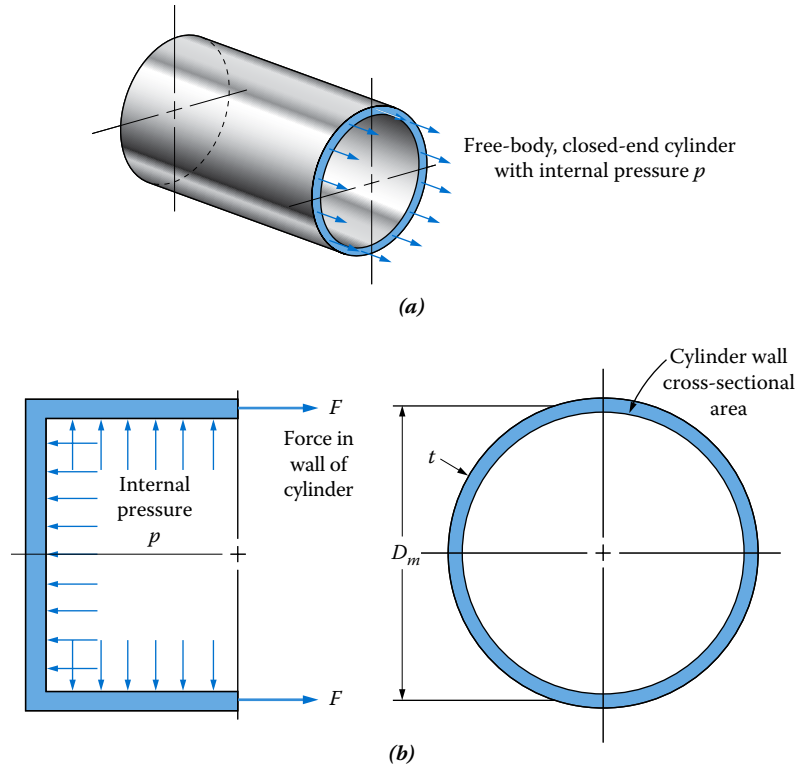 Free-body, closed-end cylinder
with internal pressure p
(a)
Cylinder wall
cross-sectional
area
F
Force in
wall of
cylinder
Internal
pressure
p
t
D_m
F
(b)